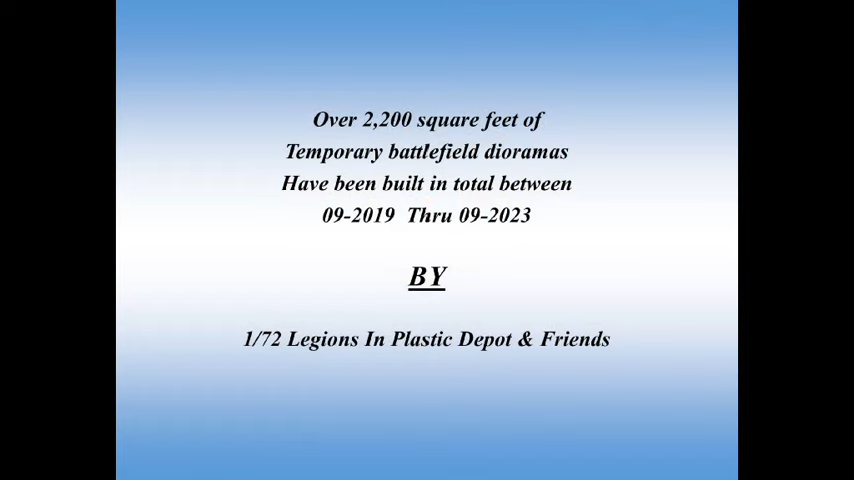 Over 2,200 square feet of
Temporary battlefield dioramas
Have been built in total between
09-2019  Thru 09-2023
BY
1/72 Legions In Plastic Depot & Friends